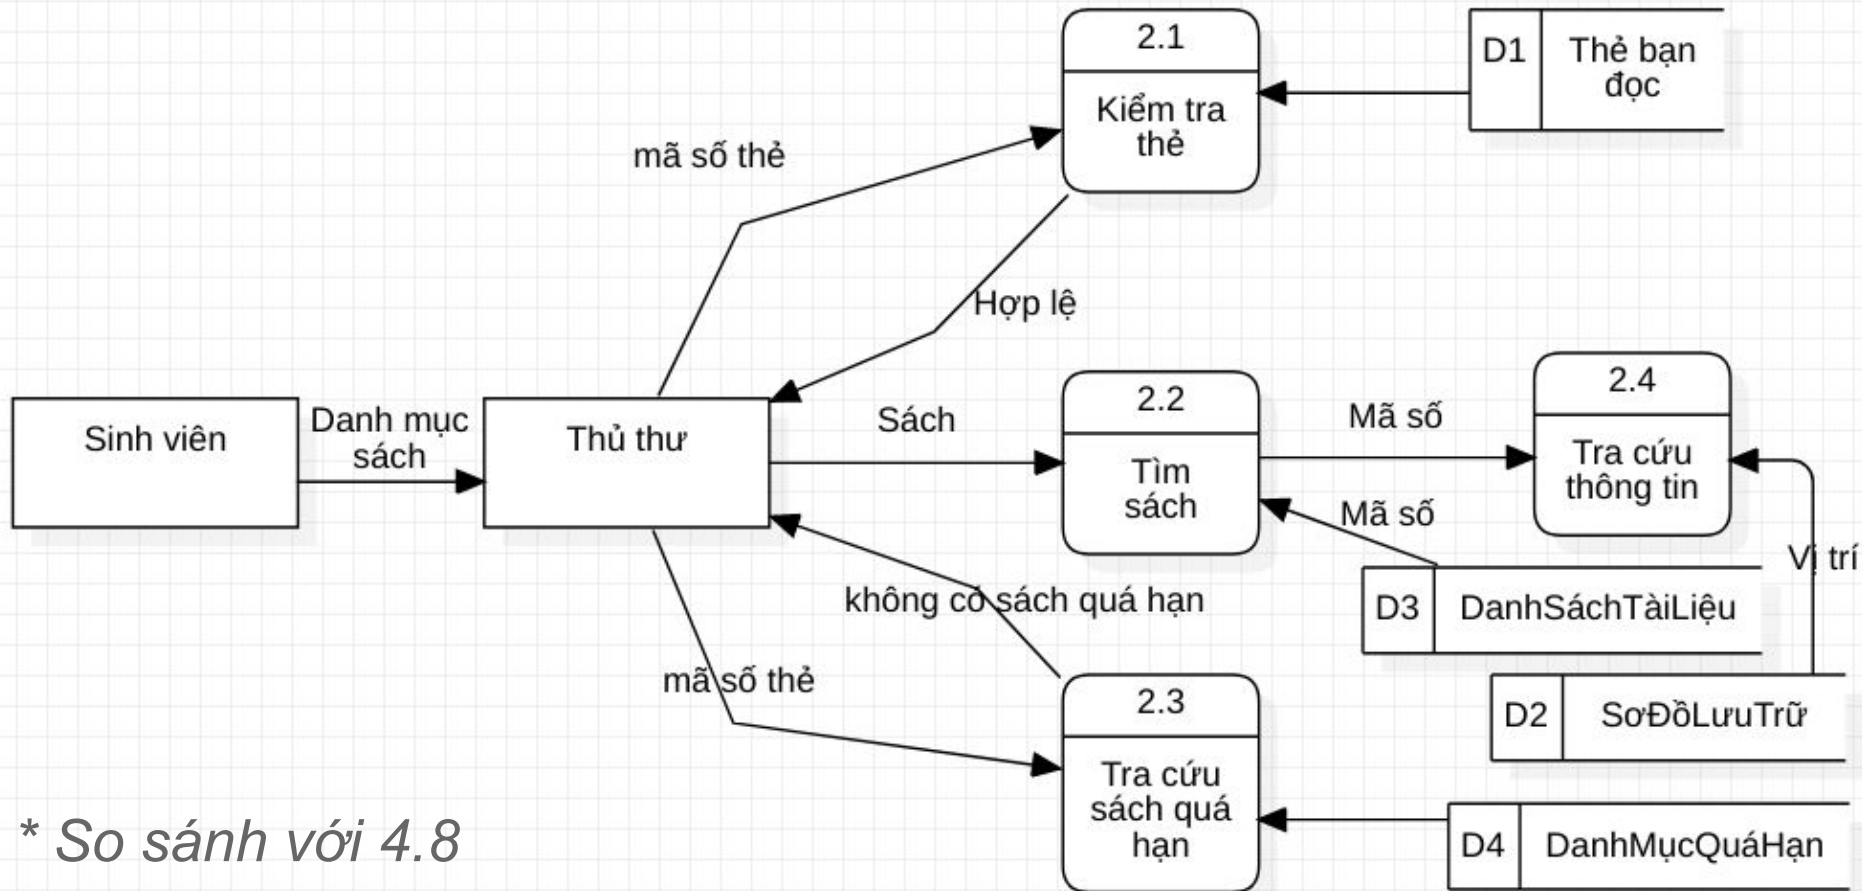 2.1
Kiểm tra
thẻ
D1
Thẻ bạn
đọc
mã số thẻ
Hợp lệ
Sinh viên
Danh mục
sách
Thủ thư
Sách
2.2
Tìm
sách
Mã số
2.4
Tra cứu
thông tin
Mã số
Vị trí
không có sách quá hạn
D3
DanhSáchTàiLiệu
mã số thẻ
D2
SơĐồLưuTrữ
2.3
Tra cứu
sách quá
hạn
D4
DanhMụcQuáHạn
* So sánh với 4.8